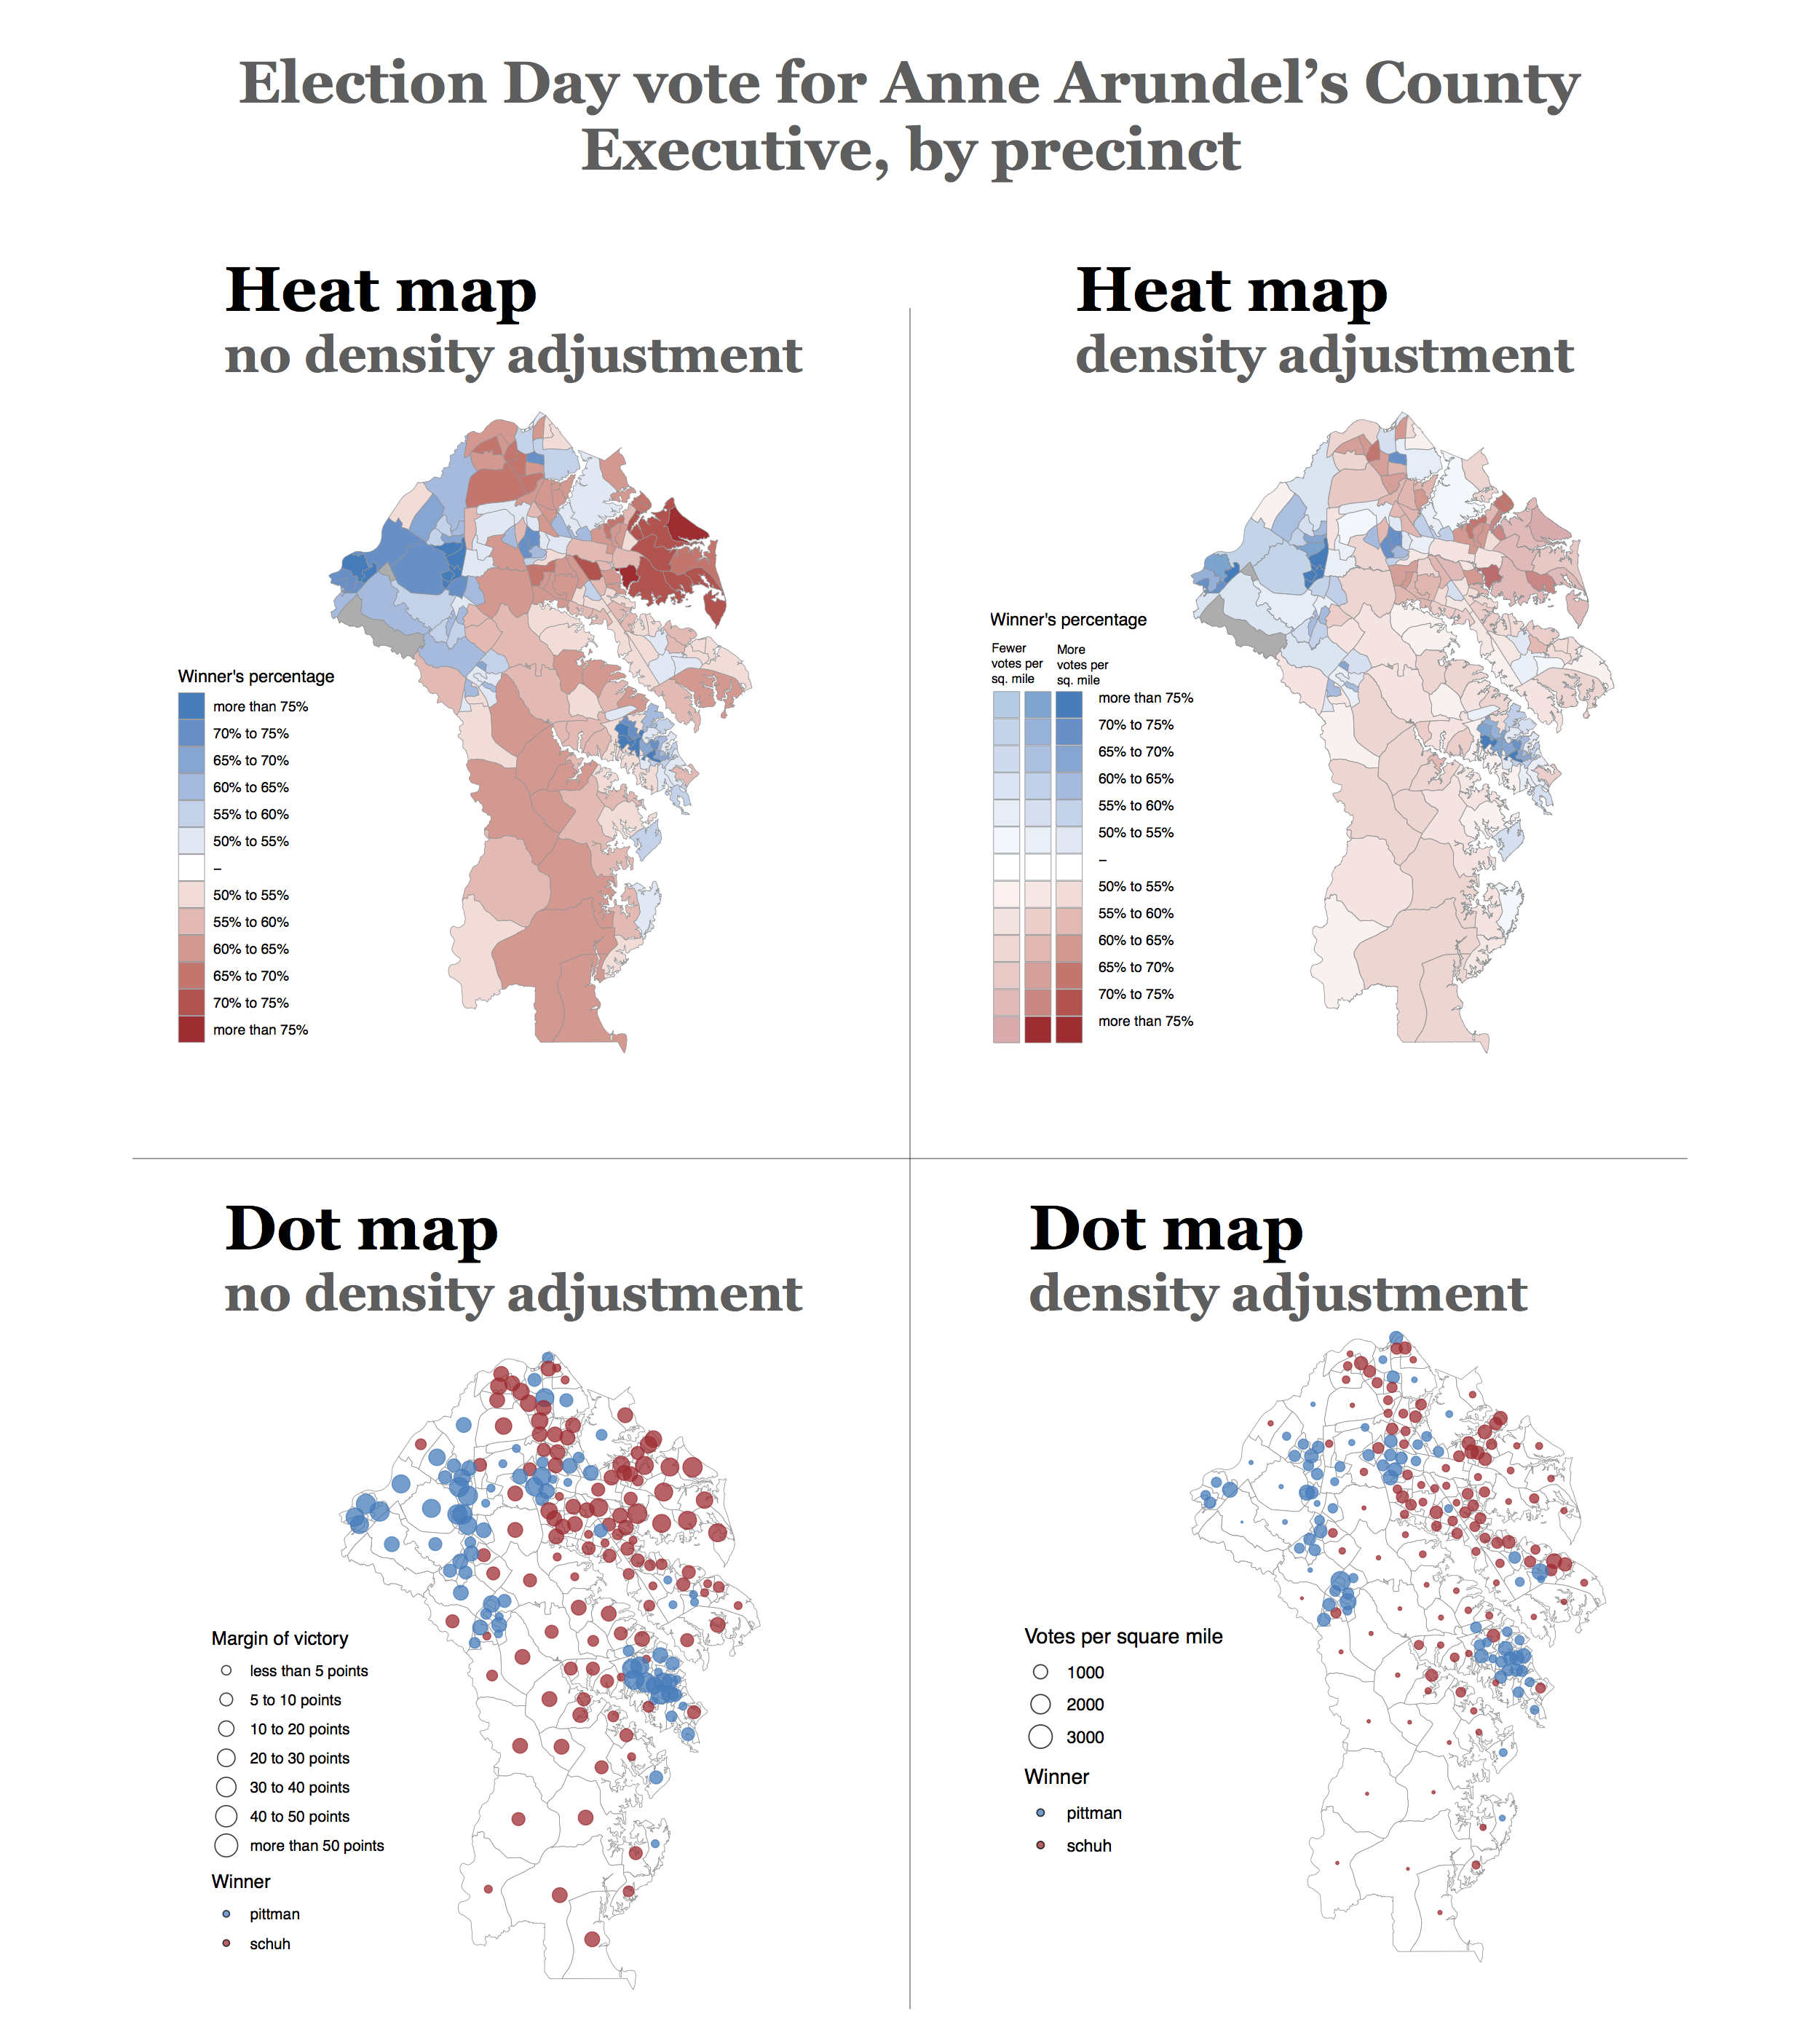 Election Day vote for Anne Arundel’s County
Executive, by precinct
Heat map
no density adjustment
Winner's percentage
more than 75%
70% to 75%
65% to 70%
60% to 65%
55% to 60%
50% to 55%
–
50% to 55%
55% to 60%
60% to 65%
65% to 70%
70% to 75%
more than 75%
Heat map
density adjustment
Winner's percentage
Fewer
votes per
sq. mile
More
votes per
sq. mile
more than 75%
70% to 75%
65% to 70%
60% to 65%
55% to 60%
50% to 55%
–
50% to 55%
55% to 60%
60% to 65%
65% to 70%
70% to 75%
more than 75%
Dot map
no density adjustment
Margin of victory
less than 5 points
5 to 10 points
10 to 20 points
20 to 30 points
30 to 40 points
40 to 50 points
more than 50 points
Winner
pittman
schuh
Dot map
density adjustment
Votes per square mile
1000
2000
3000
Winner
pittman
schuh